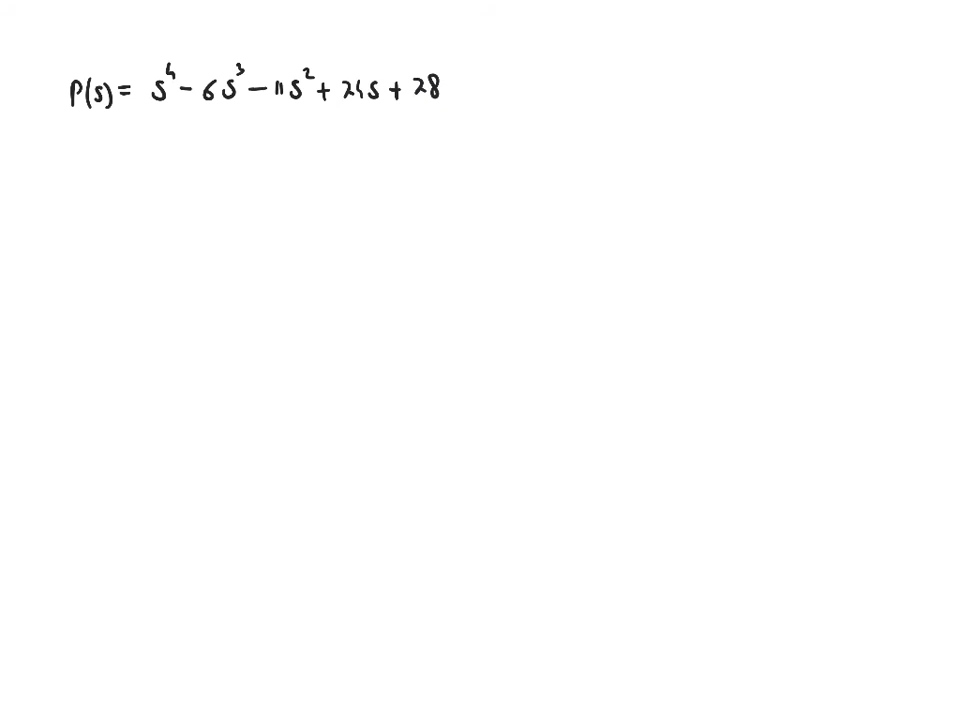 P(s) = s⁴ - 6s³ - 11s² + 24s + 28